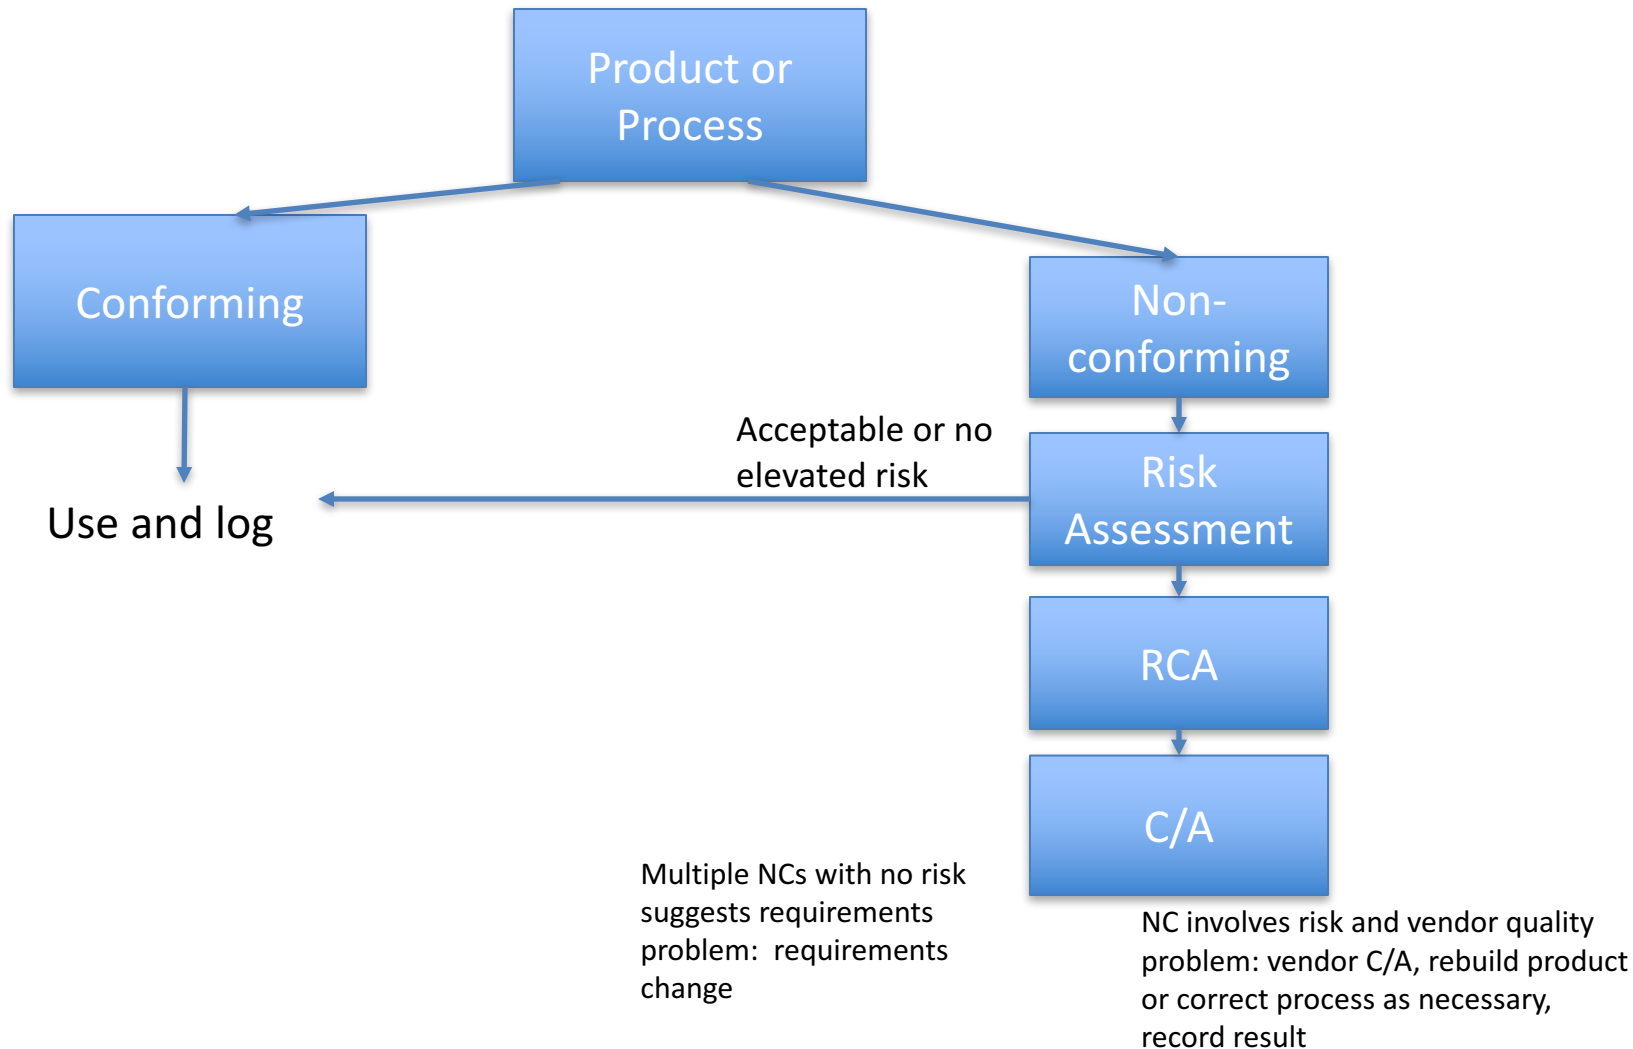 Product or
Process
Conforming
Non-
conforming
Acceptable or no
elevated risk
Risk
Assessment
Use and log
RCA
C/A
Multiple NCs with no risk
suggests requirements
problem:  requirements
change
NC involves risk and vendor quality
problem: vendor C/A, rebuild product
or correct process as necessary,
record result